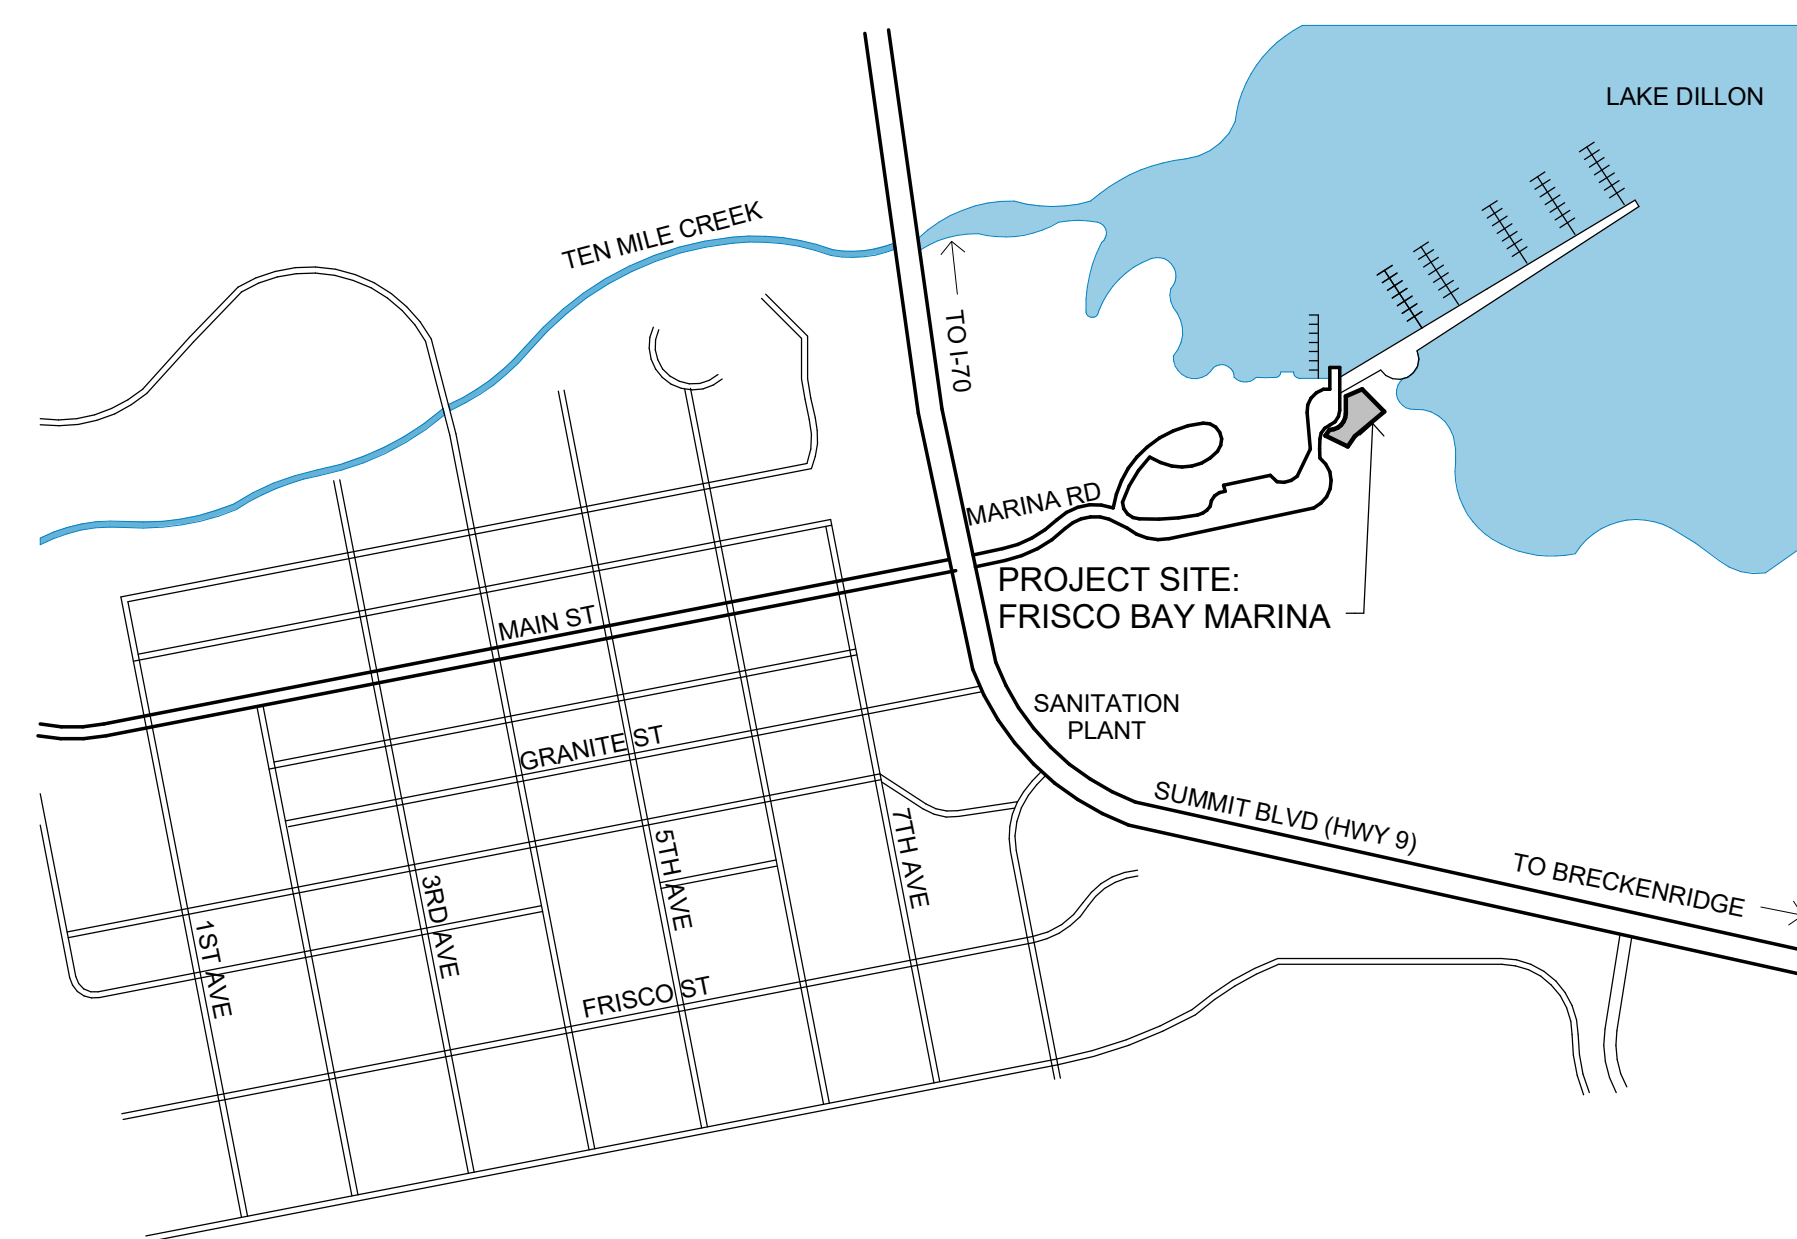 LAKE DILLON
TEN MILE CREEK
TO I-70
MARINA RD
PROJECT SITE:
FRISCO BAY MARINA
MAIN ST
SANITATION
PLANT
GRANITE ST
SUMMIT BLVD (HWY 9)
TO BRECKENRIDGE
7TH AVE
5TH AVE
3RD AVE
1ST AVE
FRISCO ST